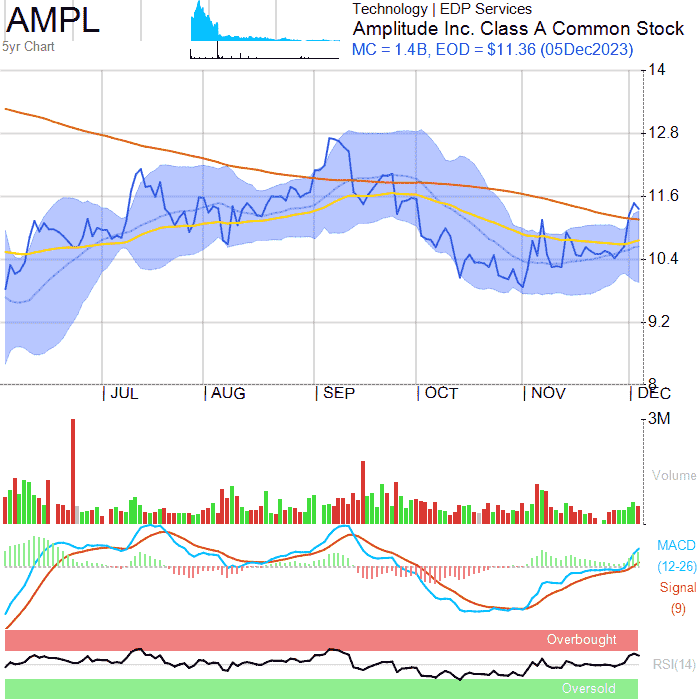 AMPL
5yr Chart
Technology | EDP Services
Amplitude Inc. Class A Common Stock
MC = 1.4B, EOD = $11.36 (05Dec2023)
14
12.8
11.6
10.4
9.2
8
JUL AUG SEP OCT NOV DEC
3M
Volume
MACD
(12-26)
Signal
(9)
Overbought
RSI(14)
Oversold